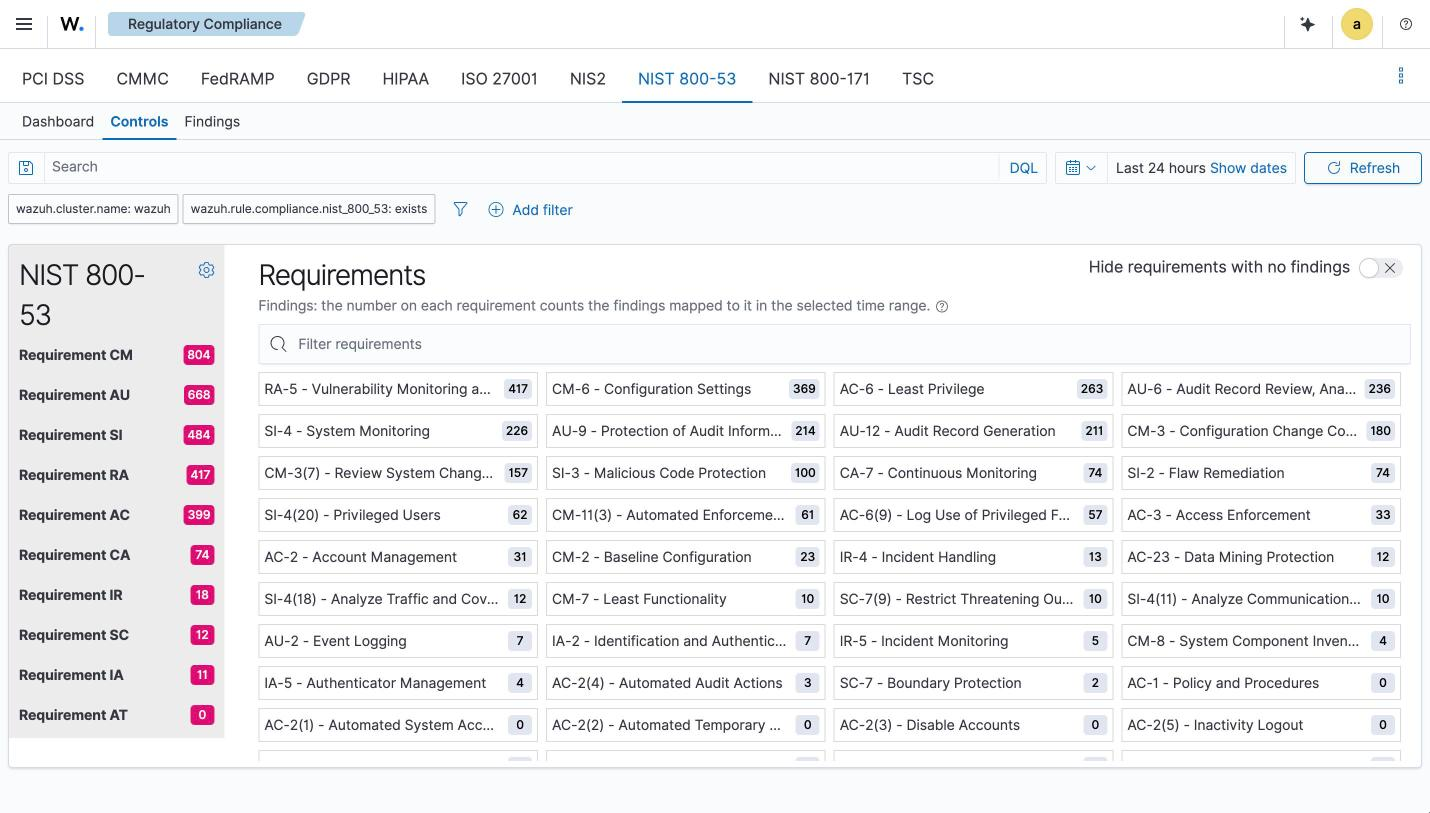 W.
Regulatory Compliance
a
PCI DSS
CMMC
FedRAMP
GDPR
HIPAA
ISO 27001
NIS2
NIST 800-53
NIST 800-171
TSC
Dashboard
Controls
Findings
Search
DQL
Last 24 hours Show dates
Refresh
wazuh.cluster.name: wazuh
wazuh.rule.compliance.nist_800_53: exists
Add filter
NIST 800-
53
Requirement CM 804
Requirement AU 668
Requirement SI 484
Requirement RA 417
Requirement AC 399
Requirement CA 74
Requirement IR 18
Requirement SC 12
Requirement IA 11
Requirement AT 0
Requirements
Hide requirements with no findings
Findings: the number on each requirement counts the findings mapped to it in the selected time range.
Filter requirements
RA-5 - Vulnerability Monitoring a... 417
CM-6 - Configuration Settings 369
AC-6 - Least Privilege 263
AU-6 - Audit Record Review, Ana... 236
SI-4 - System Monitoring 226
AU-9 - Protection of Audit Inform... 214
AU-12 - Audit Record Generation 211
CM-3 - Configuration Change Co... 180
CM-3(7) - Review System Chang... 157
SI-3 - Malicious Code Protection 100
CA-7 - Continuous Monitoring 74
SI-2 - Flaw Remediation 74
SI-4(20) - Privileged Users 62
CM-11(3) - Automated Enforceme... 61
AC-6(9) - Log Use of Privileged F... 57
AC-3 - Access Enforcement 33
AC-2 - Account Management 31
CM-2 - Baseline Configuration 23
IR-4 - Incident Handling 13
AC-23 - Data Mining Protection 12
SI-4(18) - Analyze Traffic and Cov... 12
CM-7 - Least Functionality 10
SC-7(9) - Restrict Threatening Ou... 10
SI-4(11) - Analyze Communication... 10
AU-2 - Event Logging 7
IA-2 - Identification and Authentic... 7
IR-5 - Incident Monitoring 5
CM-8 - System Component Inven... 4
IA-5 - Authenticator Management 4
AC-2(4) - Automated Audit Actions 3
SC-7 - Boundary Protection 2
AC-1 - Policy and Procedures 0
AC-2(1) - Automated System Acc... 0
AC-2(2) - Automated Temporary ... 0
AC-2(3) - Disable Accounts 0
AC-2(5) - Inactivity Logout 0